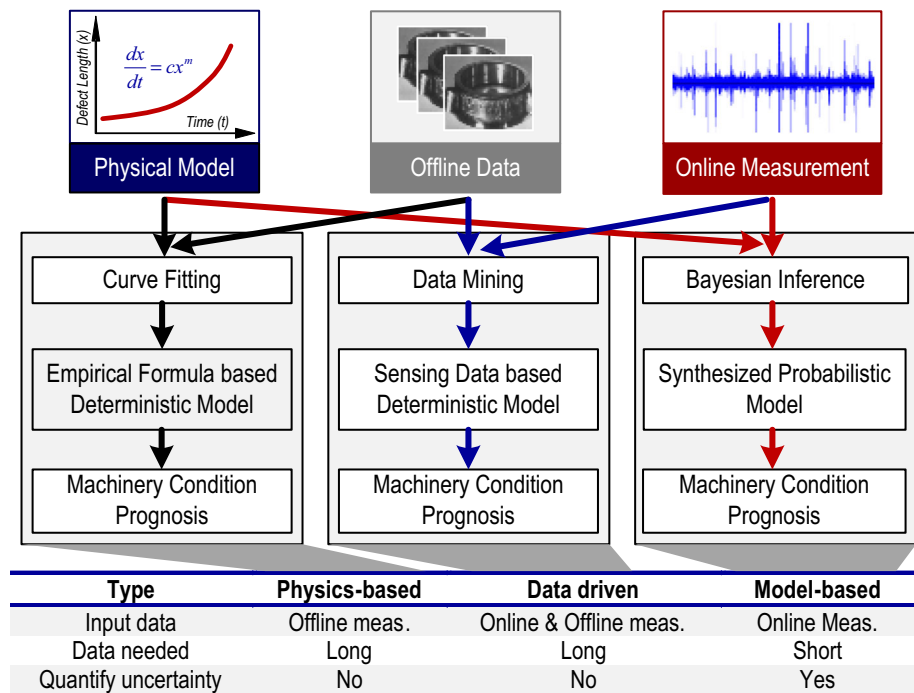 Defect Length (x)
dx/dt = cx^m
Time (t)
Physical Model
Offline Data
Online Measurement
Curve Fitting
Data Mining
Bayesian Inference
Empirical Formula based
Deterministic Model
Sensing Data based
Deterministic Model
Synthesized Probabilistic
Model
Machinery Condition
Prognosis
Machinery Condition
Prognosis
Machinery Condition
Prognosis
Type Physics-based Data driven Model-based
Input data Offline meas. Online & Offline meas. Online Meas.
Data needed Long Long Short
Quantify uncertainty No No Yes